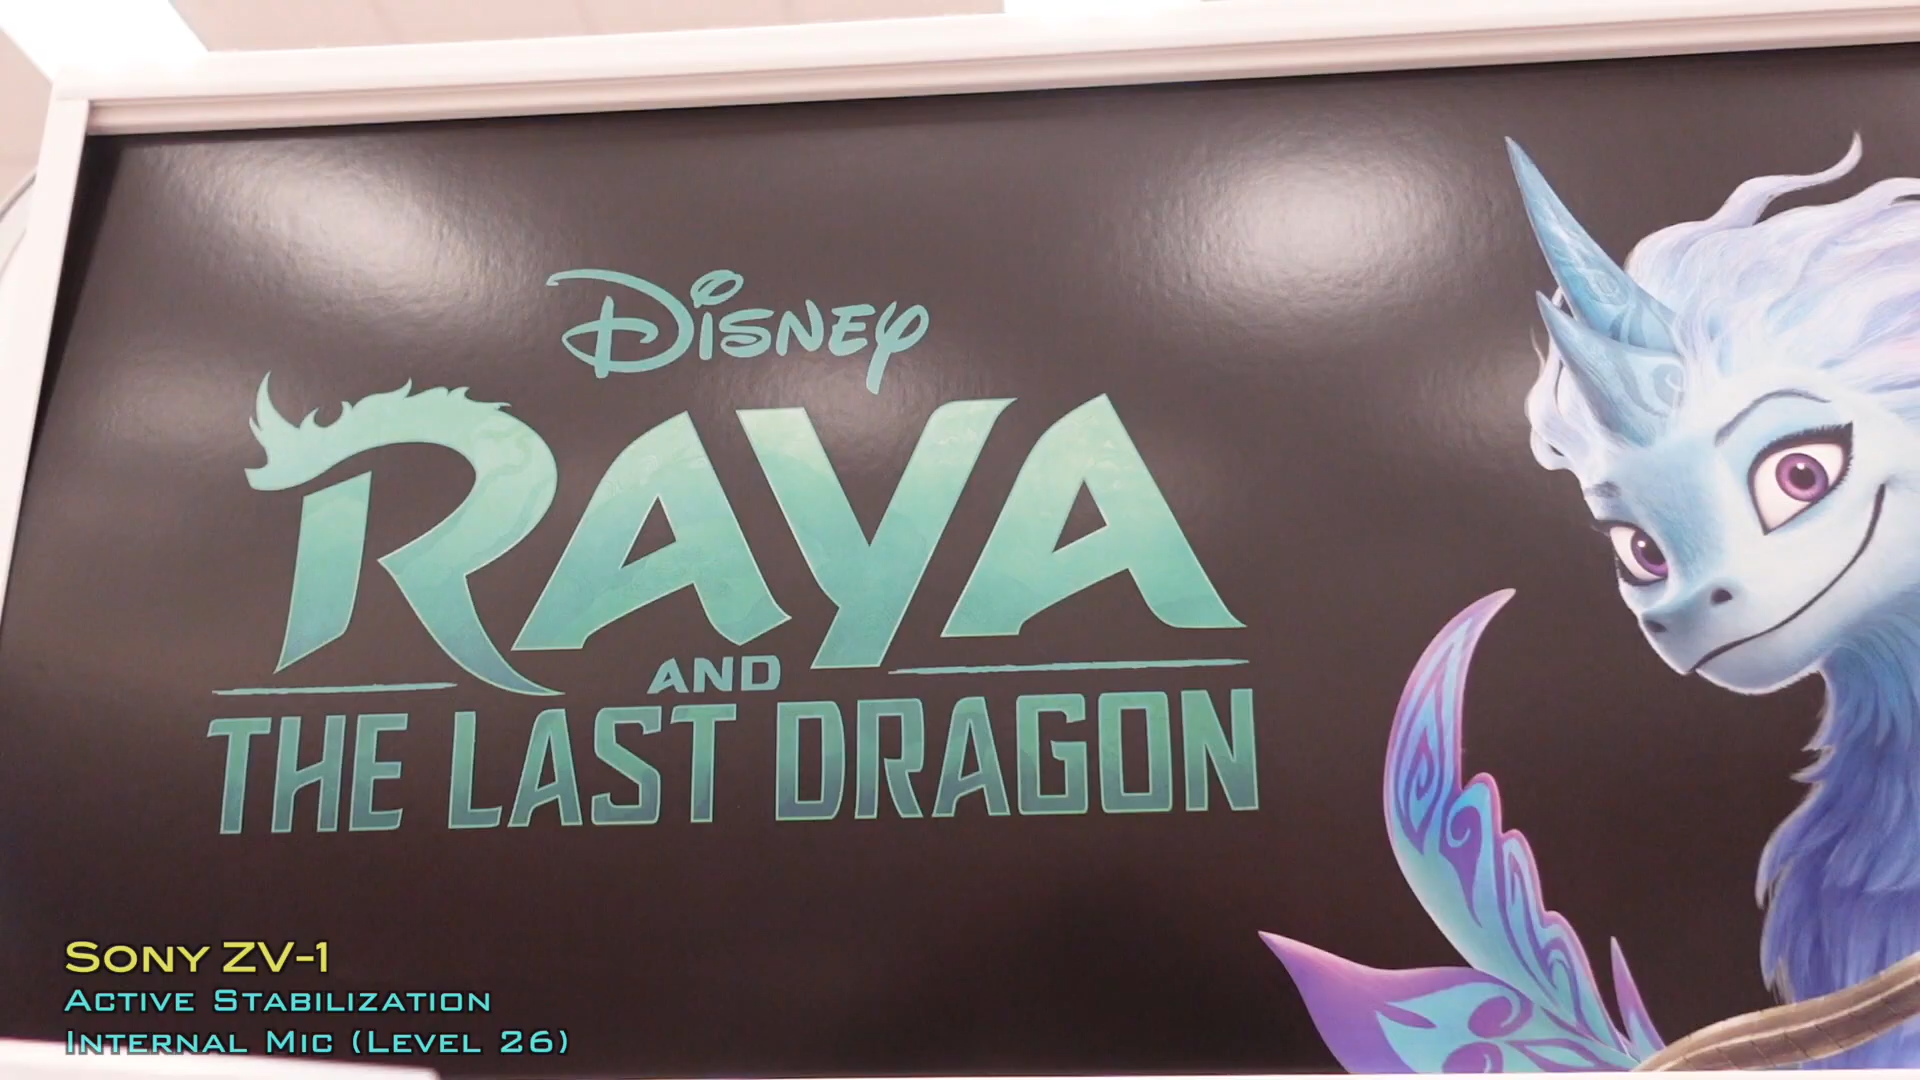 Disney
RAYA
AND
THE LAST DRAGON
Sony ZV-1
Active Stabilization
Internal Mic (Level 26)